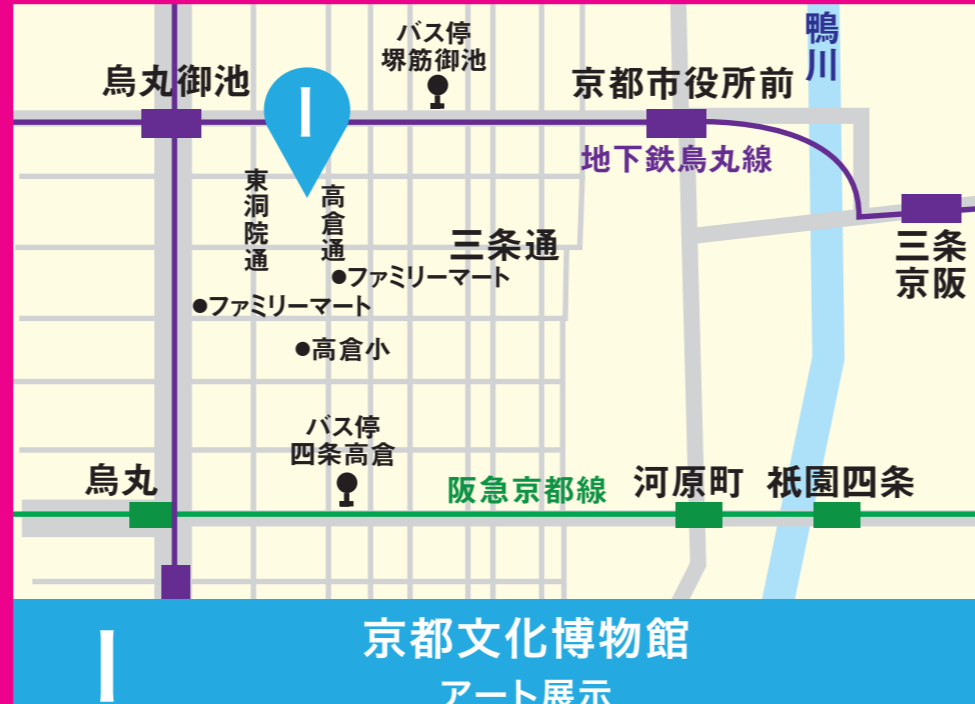 バス停
堺筋御池
鴨川
烏丸御池
I
京都市役所前
地下鉄烏丸線
東洞院通
高倉通
三条通
三条
京阪
●ファミリーマート
●ファミリーマート
●高倉小
バス停
四条高倉
烏丸
阪急京都線
河原町
祇園四条
I
京都文化博物館
アート展示